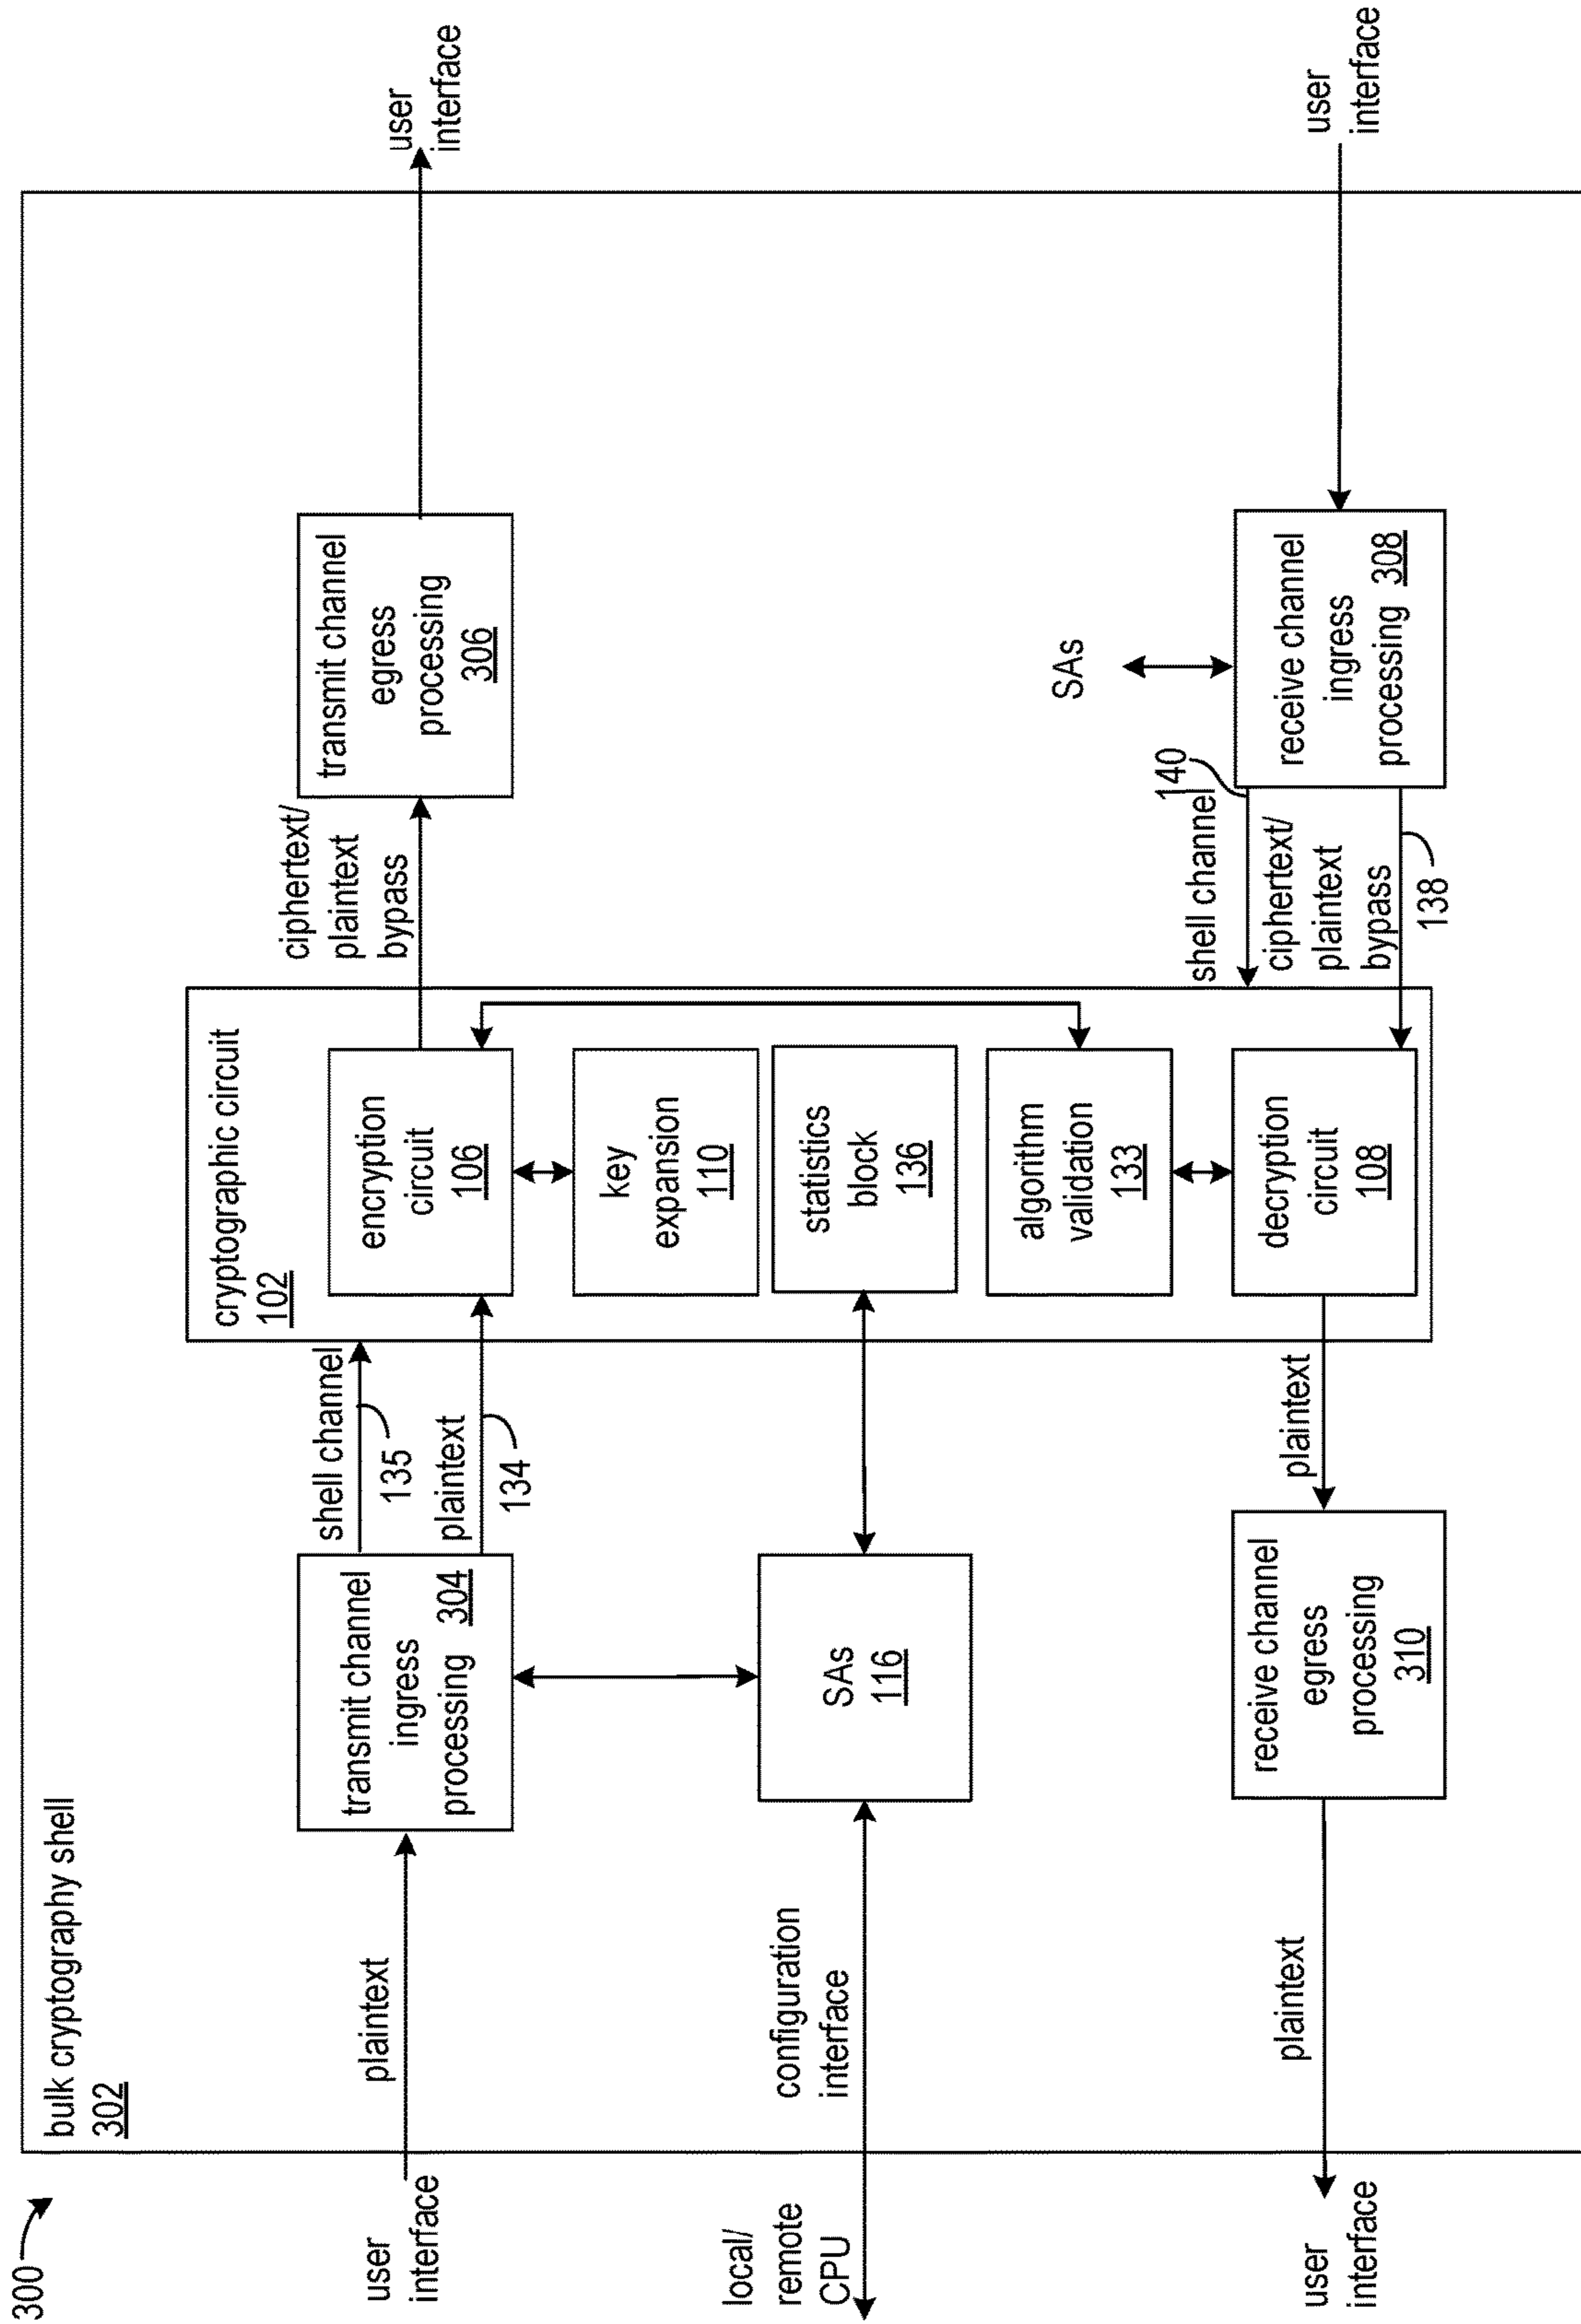 300
bulk cryptography shell
302
user
interface
plaintext
transmit channel
ingress
processing 304
shell channel
135
plaintext
134
cryptographic circuit
102
encryption
circuit
106
ciphertext/
plaintext
bypass
transmit channel
egress
processing
306
user
interface
key
expansion
110
local/
remote
CPU
configuration
interface
SAs
116
statistics
block
136
algorithm
validation
133
SAs
user
interface
plaintext
receive channel
egress
processing
310
plaintext
decryption
circuit
108
shell channel
140
ciphertext/
plaintext
bypass
138
receive channel
ingress
processing 308
user
interface